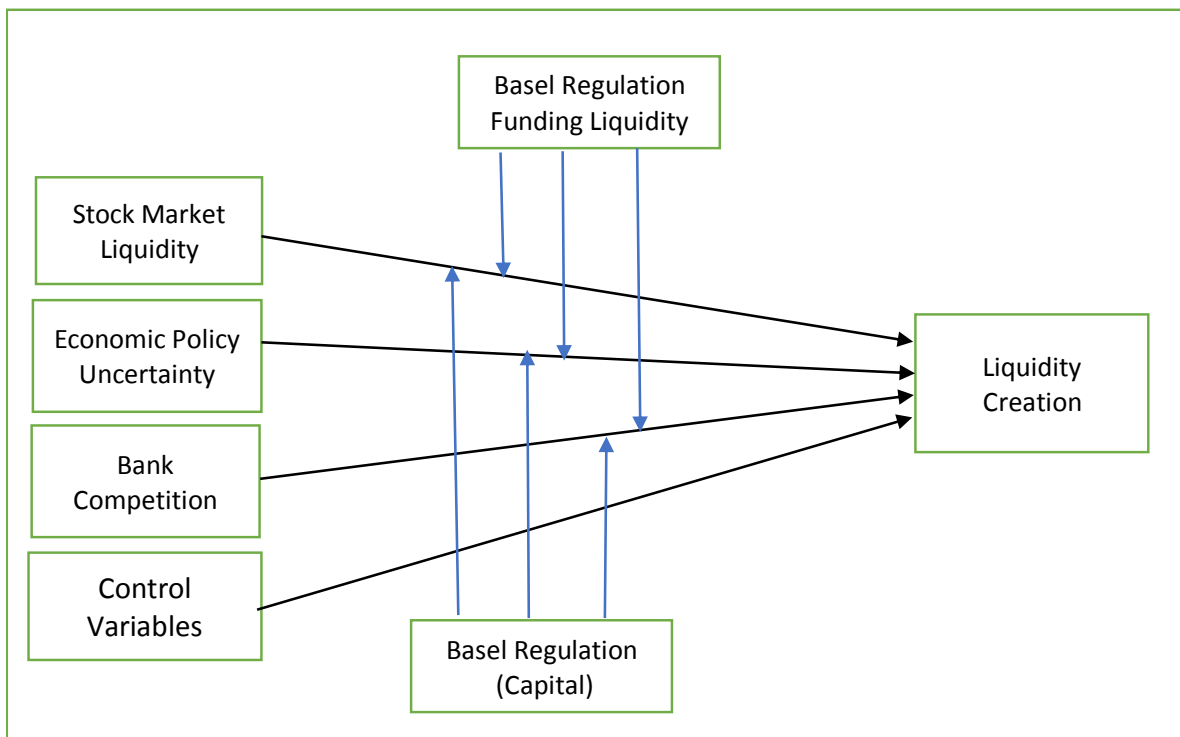 Basel Regulation
Funding Liquidity
Stock Market
Liquidity
Economic Policy
Uncertainty
Liquidity
Creation
Bank
Competition
Control
Variables
Basel Regulation
(Capital)